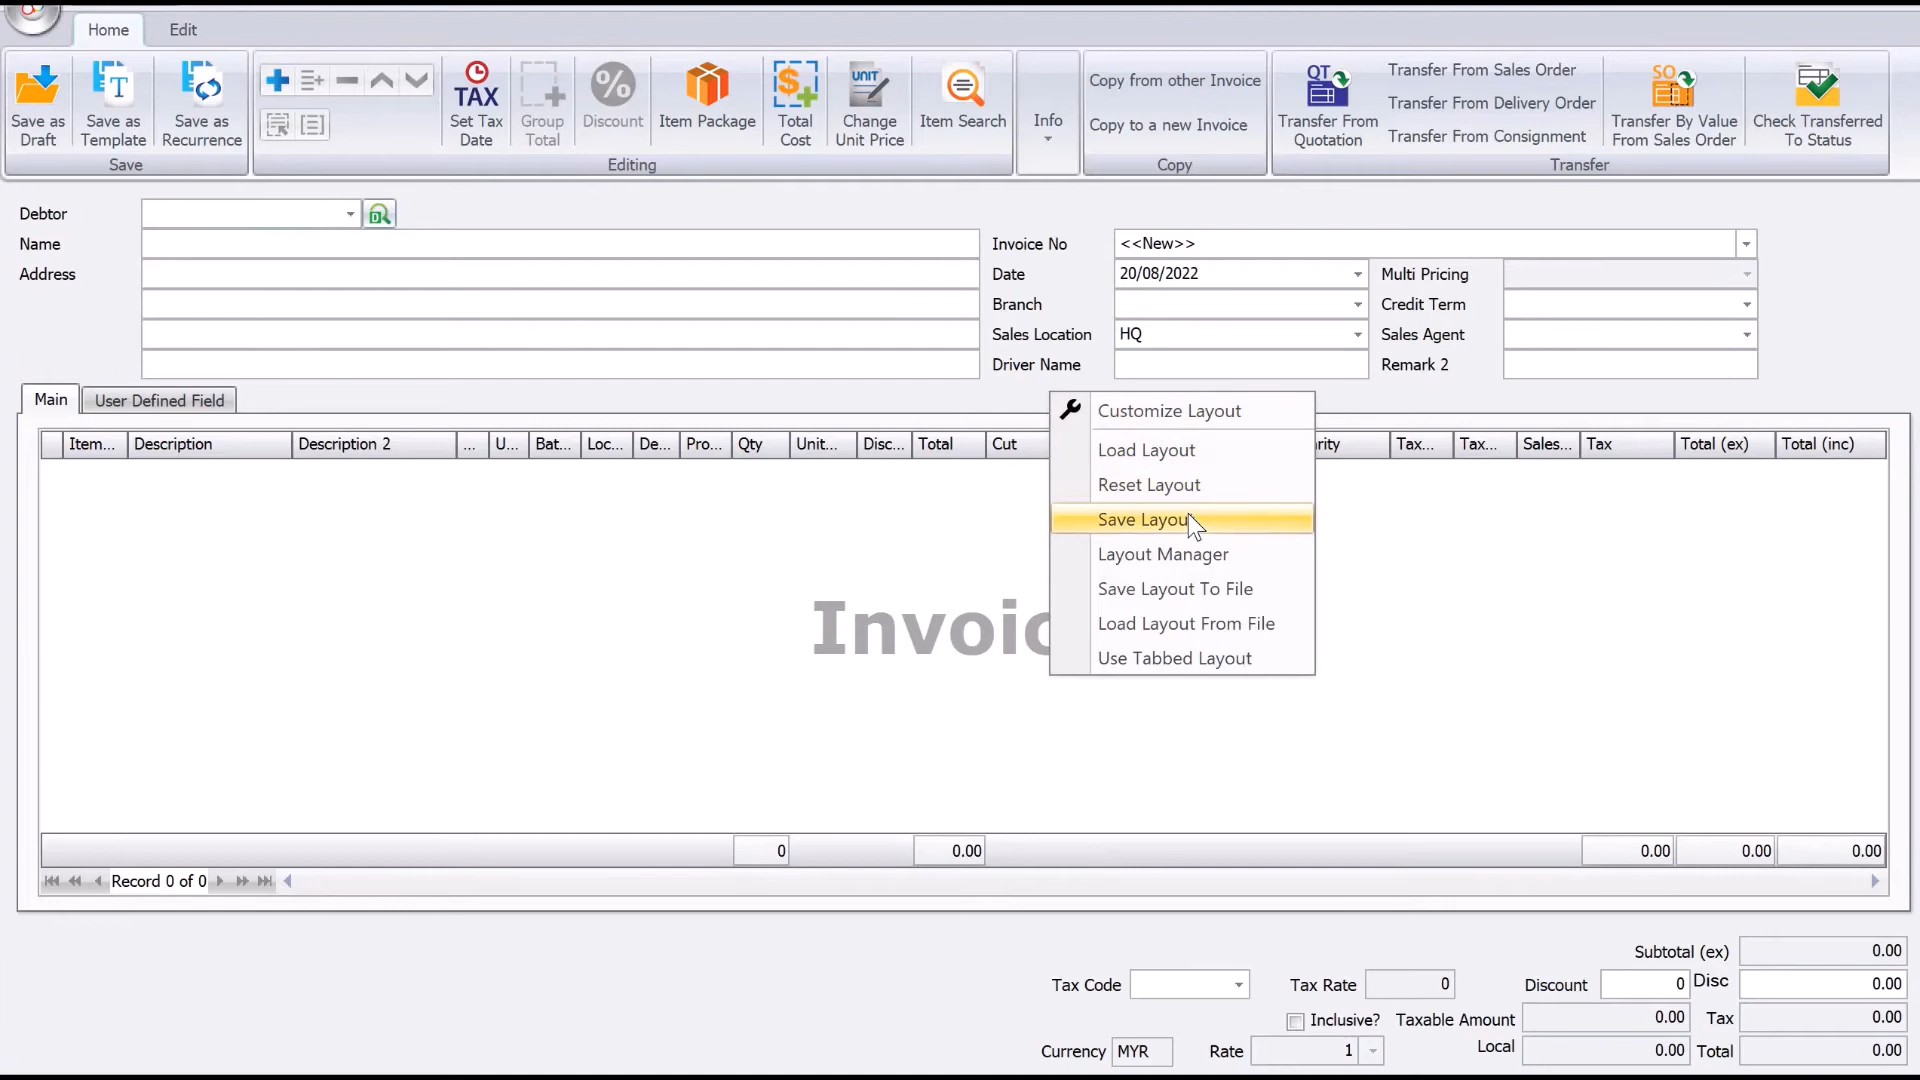 Home Edit
Save as Draft
Save as Template
Save as Recurrence
Save
TAX
Set Tax Date
Group Total
Discount
Item Package
Total Cost
UNIT
Change Unit Price
Item Search
Editing
Info
Copy from other Invoice
Copy to a new Invoice
Copy
QT
Transfer From Quotation
Transfer From Sales Order
Transfer From Delivery Order
Transfer From Consignment
SO
Transfer By Value From Sales Order
Check Transferred To Status
Transfer
Debtor
Name
Address
Invoice No <<New>>
Date 20/08/2022 Multi Pricing
Branch Credit Term
Sales Location HQ Sales Agent
Driver Name Remark 2
Main User Defined Field
Item... Description Description 2 ... U... Bat... Loc... De... Pro... Qty Unit... Disc... Total Cut rity Tax... Tax... Sales... Tax Total (ex) Total (inc)
Customize Layout
Load Layout
Reset Layout
Save Layout
Layout Manager
Save Layout To File
Load Layout From File
Use Tabbed Layout
Invoic
0 0.00 0.00 0.00 0.00
Record 0 of 0
Subtotal (ex) 0.00
Tax Code Tax Rate 0 Discount 0 Disc 0.00
Inclusive? Taxable Amount 0.00 Tax 0.00
Currency MYR Rate 1 Local 0.00 Total 0.00